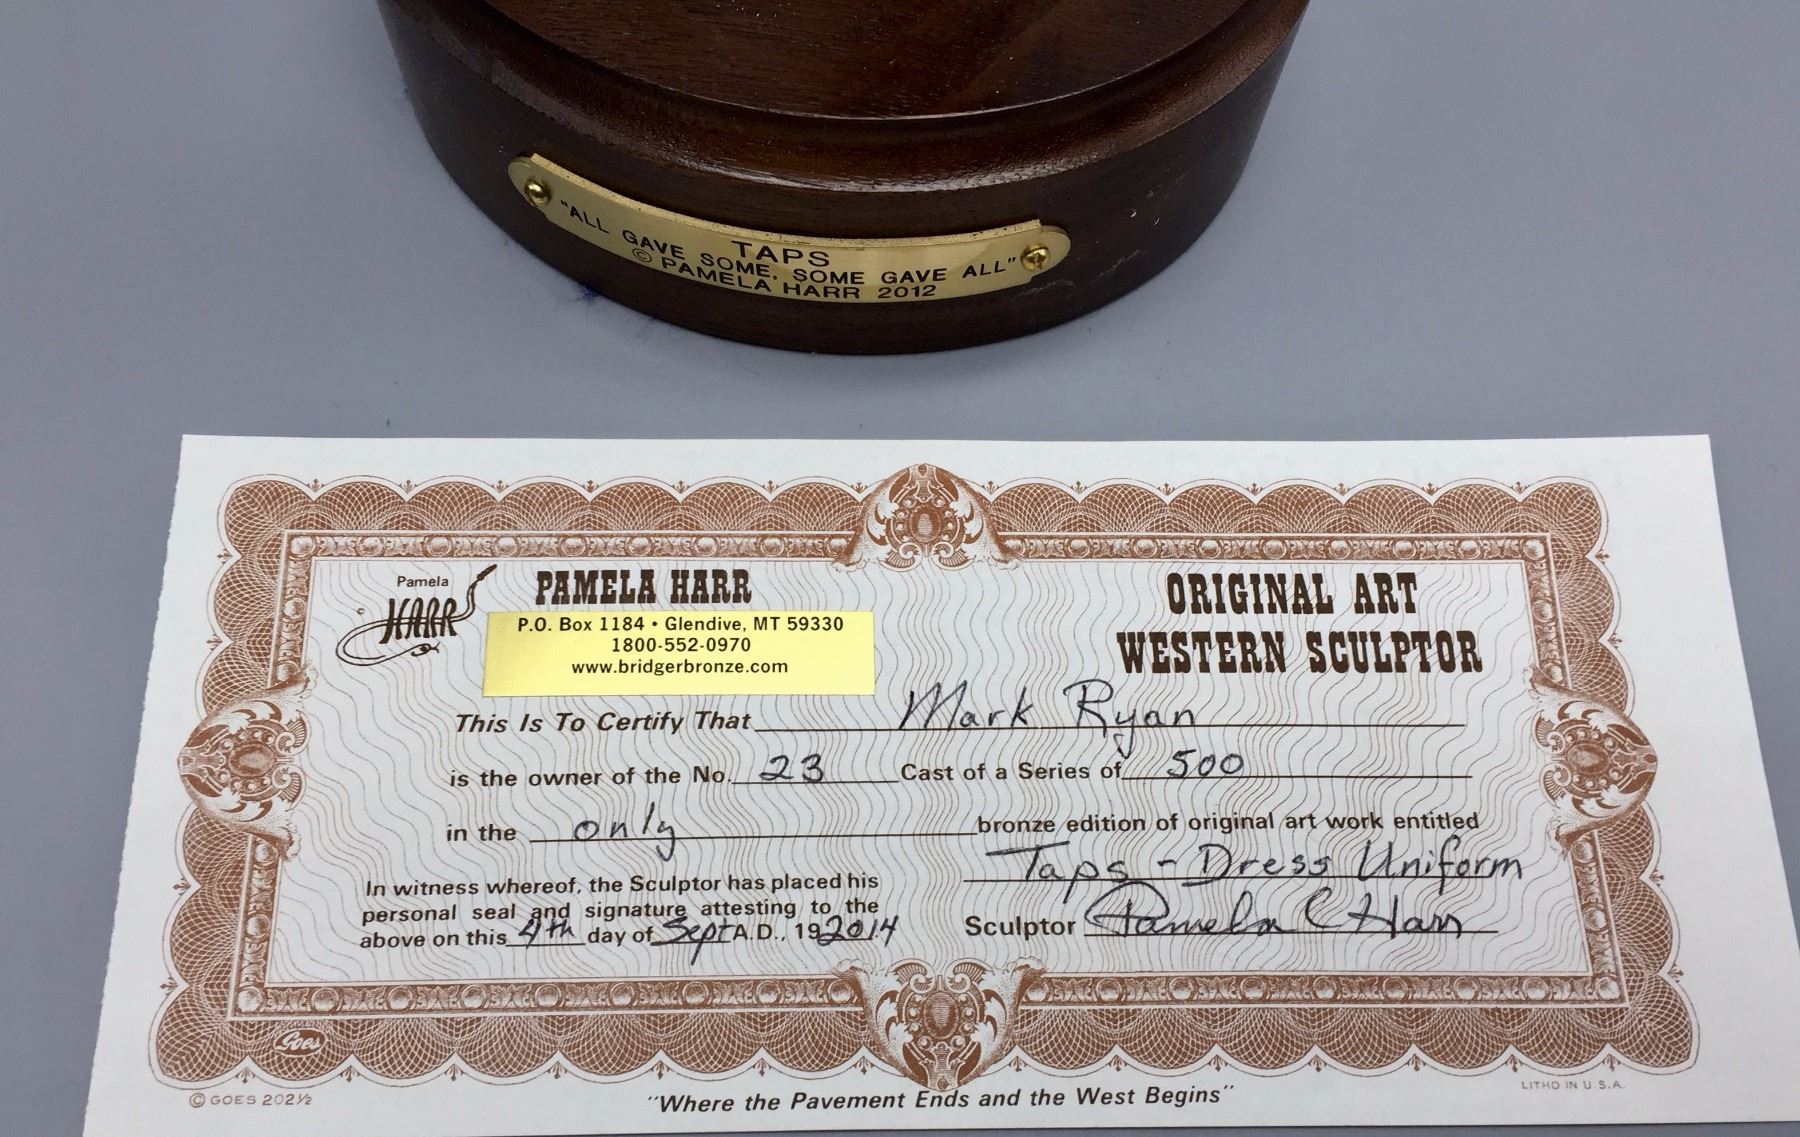 TAPS
"ALL GAVE SOME, SOME GAVE ALL"
© PAMELA HARR 2012
Pamela
HARR
PAMELA HARR
P.O. Box 1184 • Glendive, MT 59330
1800-552-0970
www.bridgerbronze.com
ORIGINAL ART
WESTERN SCULPTOR
This Is To Certify That Mark Ryan
is the owner of the No. 23 Cast of a Series of 500
in the only bronze edition of original art work entitled
Taps - Dress Uniform
In witness whereof, the Sculptor has placed his
personal seal and signature attesting to the
above on this 4th day of Sept A.D., 19 2014
Sculptor Pamela C Harr
Goes
© GOES 202½
"Where the Pavement Ends and the West Begins"
LITHO IN U.S.A.